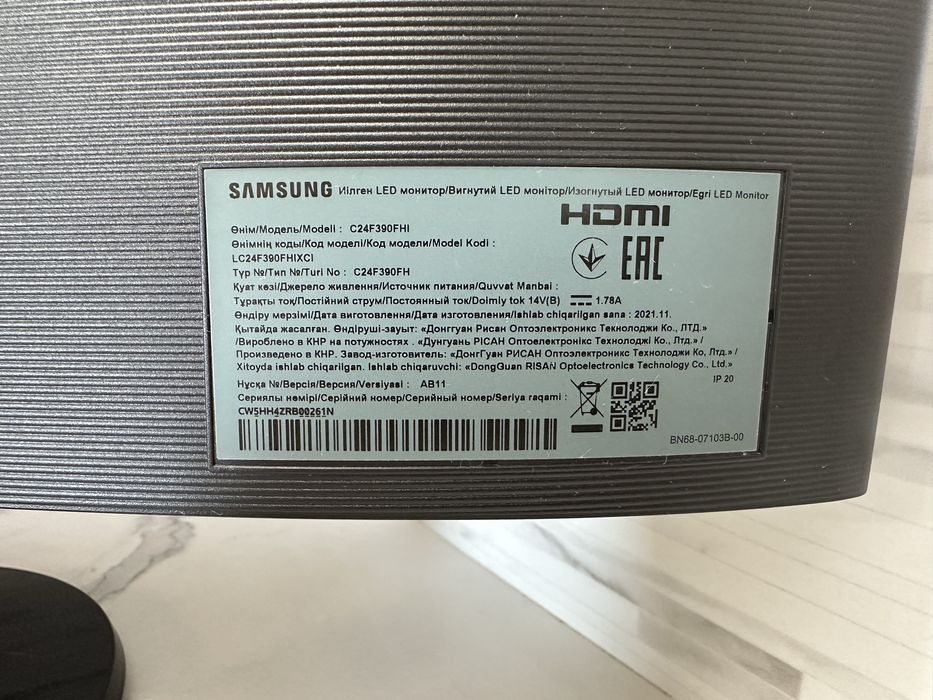 SAMSUNG Иілген LED монитор/Вигнутий LED монітор/Изогнутый LED монитор/Egri LED Monitor
HDMI
Өнім/Модель/Modeli : C24F390FHI
Өнімнің коды/Код моделі/Код модели/Model Kodi :
LC24F390FHIXCI
EAC
Түр №/Тип №/Turi No : C24F390FH
Қуат көзі/Джерело живлення/Источник питания/Quvvat Manbai :
Тұрақты ток/Постійний струм/Постоянный ток/Doimiy tok 14V(B) 1.78A
Өндіру мерзімі/Дата виготовлення/Дата изготовления/Ishlab chiqarilgan sana : 2021.11.
Қытайда жасалған. Өндіруші-зауыт: «Донггуан Рисан Оптоэлектроникс Текнолоджи Ко., ЛТД.»
/Вироблено в КНР на потужностях . «Дунгуань РІСАН Оптоелектронікс Технолоджі Ко., Лтд.» /
Произведено в КНР. Завод-изготовитель: «ДонгГуан РИСАН Оптоэлектроникс Технолоджи Ко, Лтд.» /
Xitoyda ishlab chiqarilgan. Ishlab chiqaruvchi: «DongGuan RISAN Optoelectronics Technology Co., Ltd.»
Нұсқа №/Версія/Версия/Versiyasi : AB11
IP 20
Сериялы нөмірі/Серійний номер/Серийный номер/Seriya raqami :
CW5HH4ZRB00261N
BN68-07103B-00